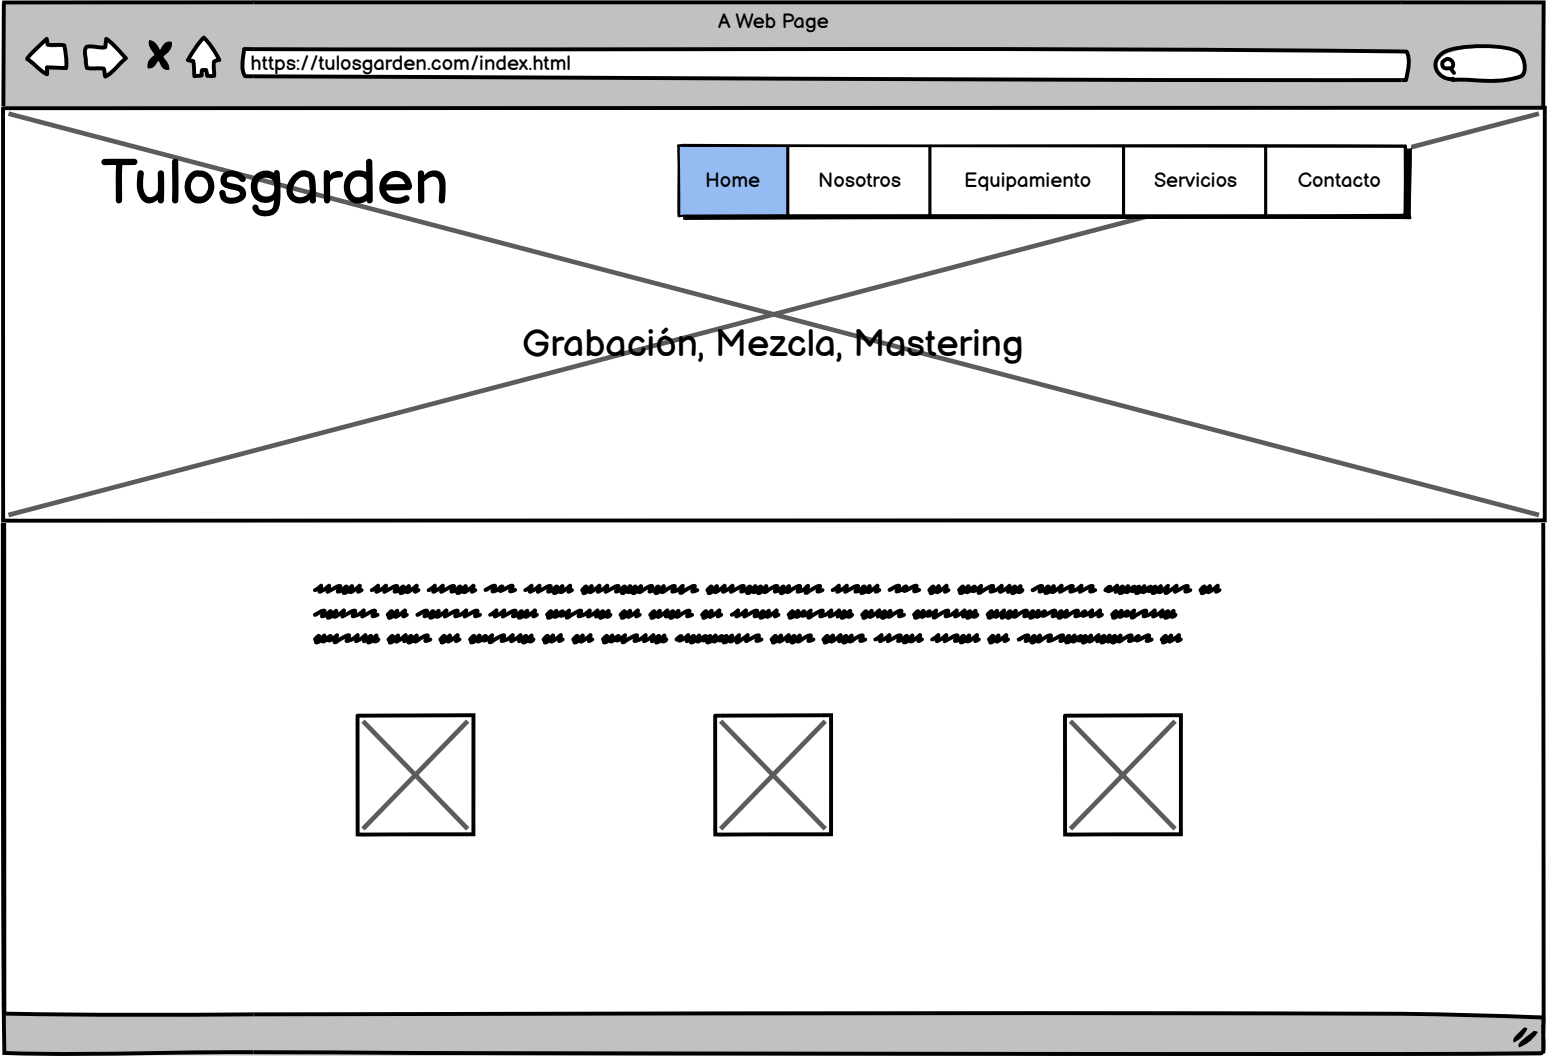 A Web Page
https://tulosgarden.com/index.html
Tulosgarden
Home Nosotros Equipamiento Servicios Contacto
Grabación, Mezcla, Mastering